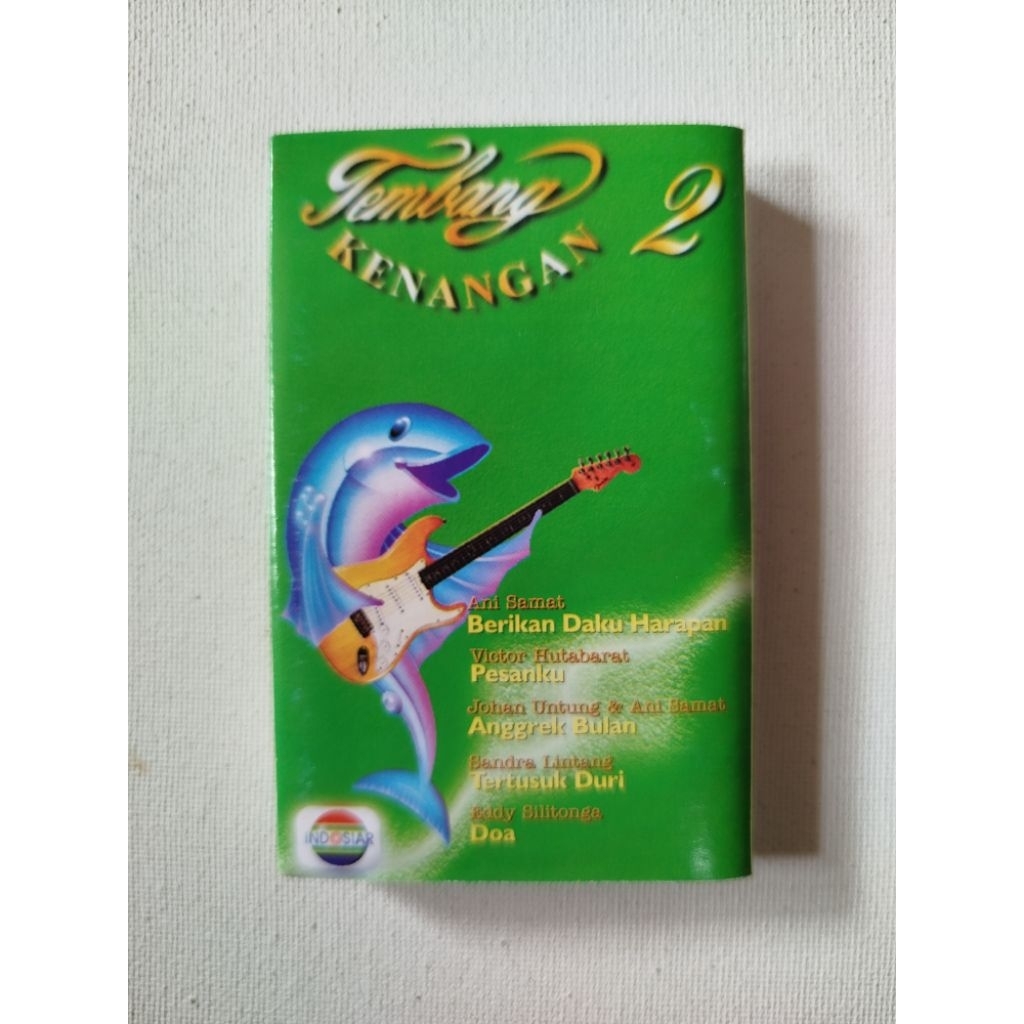 Tembang
KENANGAN 2
Ani Samat
Berikan Daku Harapan
Victor Hutabarat
Pesanku
Johan Untung & Ani Samat
Anggrek Bulan
Sandra Lintang
Tertusuk Duri
Eddy Silitonga
Doa
INDOSTAR